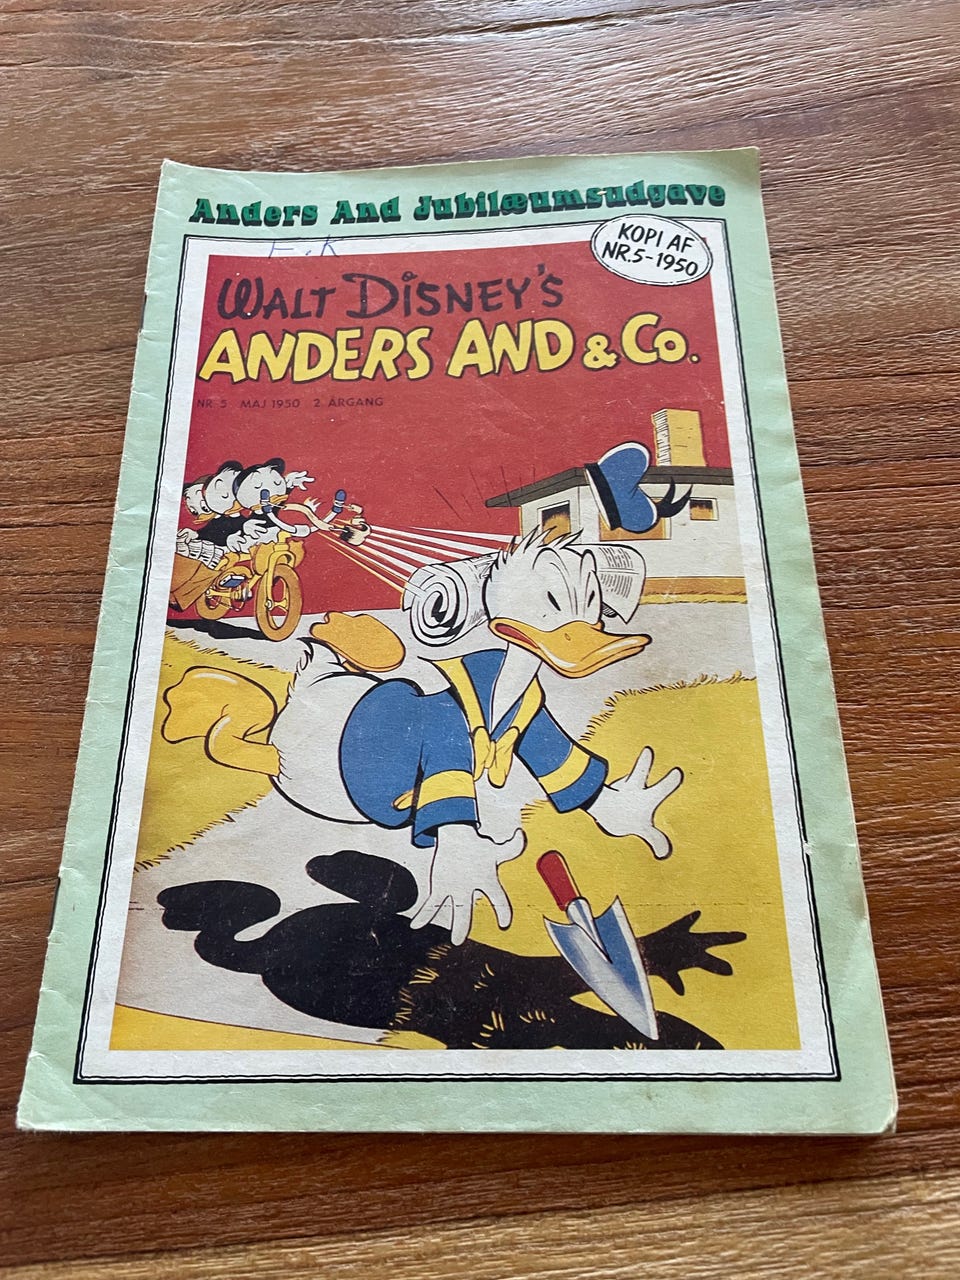 Anders And Jubilæumsudgave
KOPI AF
NR.5-1950
F.K
WALT DISNEY'S
ANDERS AND & Co.
NR. 5 MAJ 1950 2. ÅRGANG